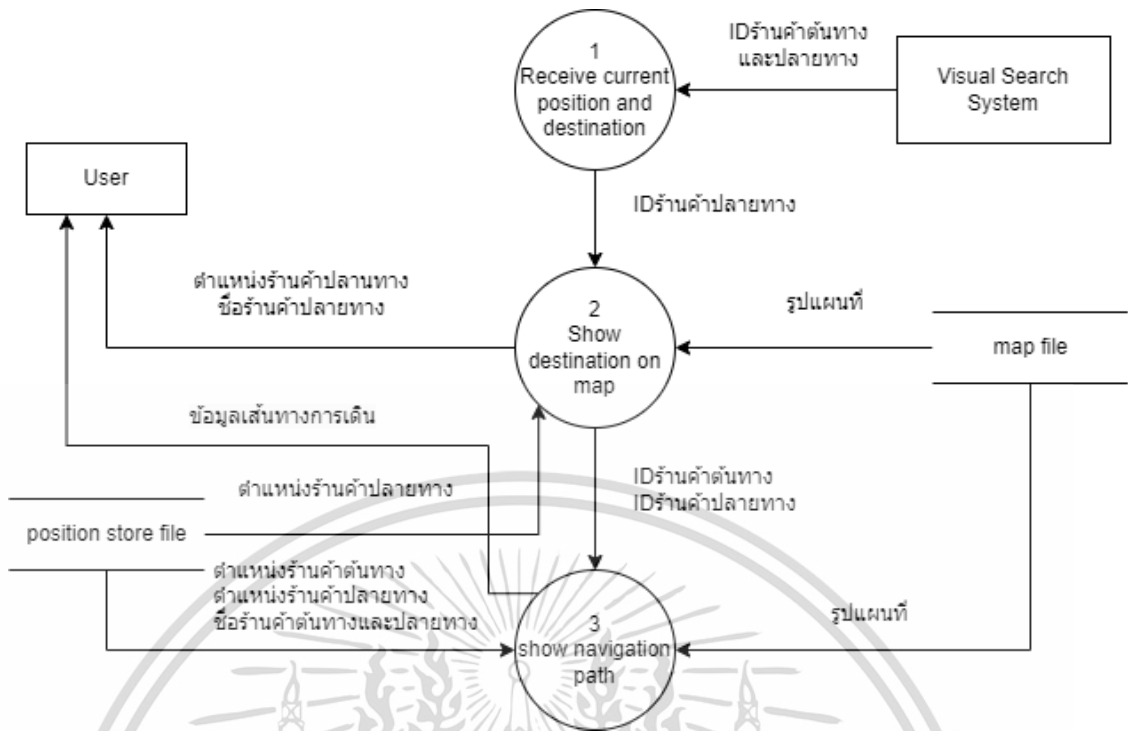 1
Receive current
position and
destination
IDร้านค้าต้นทาง
และปลายทาง
Visual Search
System
User
IDร้านค้าปลายทาง
ตำแหน่งร้านค้าปลานทาง
ชื่อร้านค้าปลายทาง
2
Show
destination on
map
รูปแผนที่
map file
ข้อมูลเส้นทางการเดิน
ตำแหน่งร้านค้าปลายทาง
IDร้านค้าต้นทาง
IDร้านค้าปลายทาง
position store file
ตำแหน่งร้านค้าต้นทาง
ตำแหน่งร้านค้าปลายทาง
ชื่อร้านค้าต้นทางและปลายทาง
3
show navigation
path
รูปแผนที่